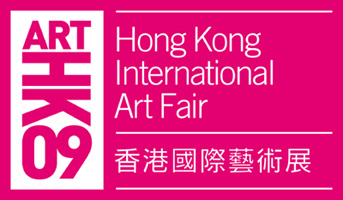 ART
HK
09
Hong Kong
International
Art Fair
香港國際藝術展